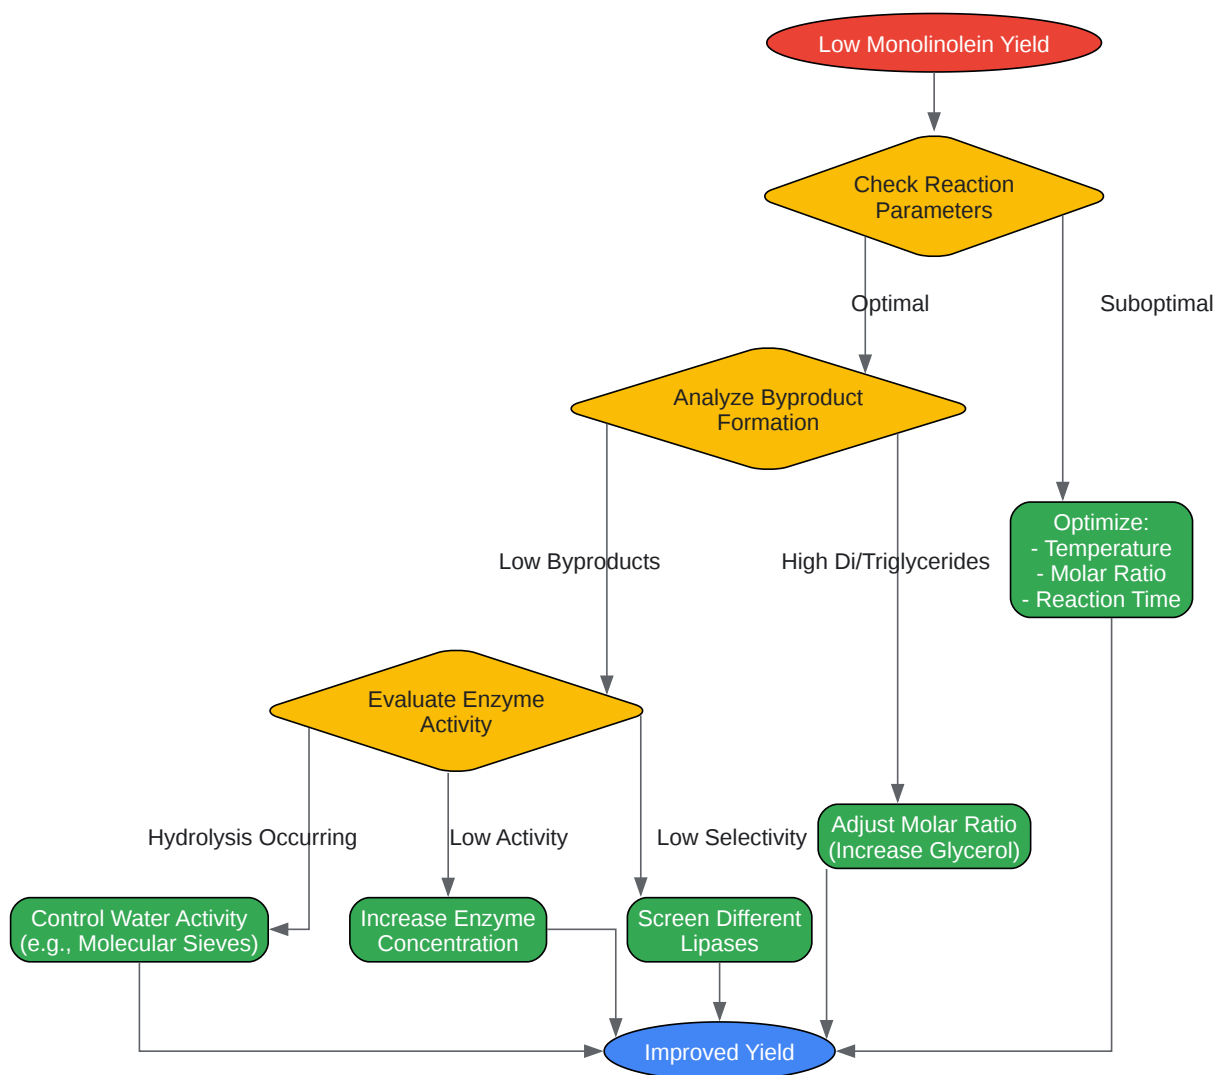 Low Monolinolein Yield
Check Reaction
Parameters
Optimal
Suboptimal
Analyze Byproduct
Formation
Optimize:
- Temperature
- Molar Ratio
- Reaction Time
Low Byproducts
High Di/Triglycerides
Evaluate Enzyme
Activity
Hydrolysis Occurring
Low Activity
Low Selectivity
Adjust Molar Ratio
(Increase Glycerol)
Control Water Activity
(e.g., Molecular Sieves)
Increase Enzyme
Concentration
Screen Different
Lipases
Improved Yield